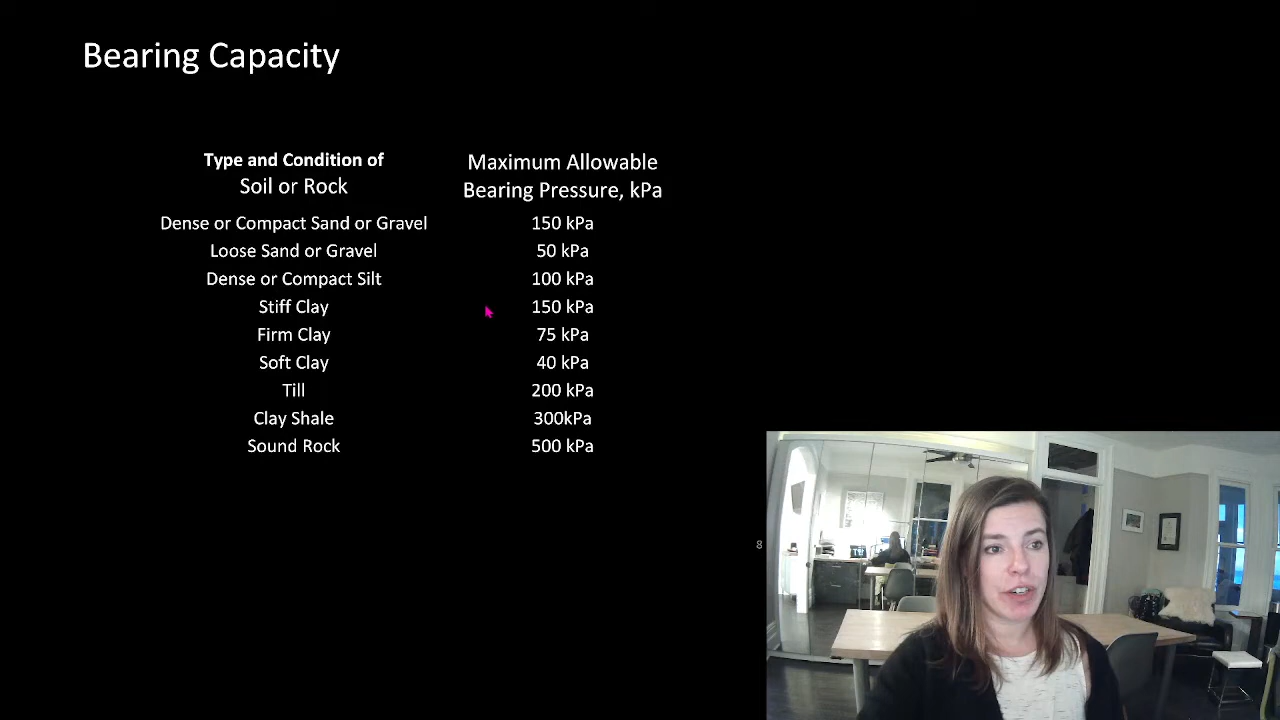 Bearing Capacity
Type and Condition of
Soil or Rock
Maximum Allowable
Bearing Pressure, kPa
Dense or Compact Sand or Gravel 150 kPa
Loose Sand or Gravel 50 kPa
Dense or Compact Silt 100 kPa
Stiff Clay 150 kPa
Firm Clay 75 kPa
Soft Clay 40 kPa
Till 200 kPa
Clay Shale 300kPa
Sound Rock 500 kPa
8